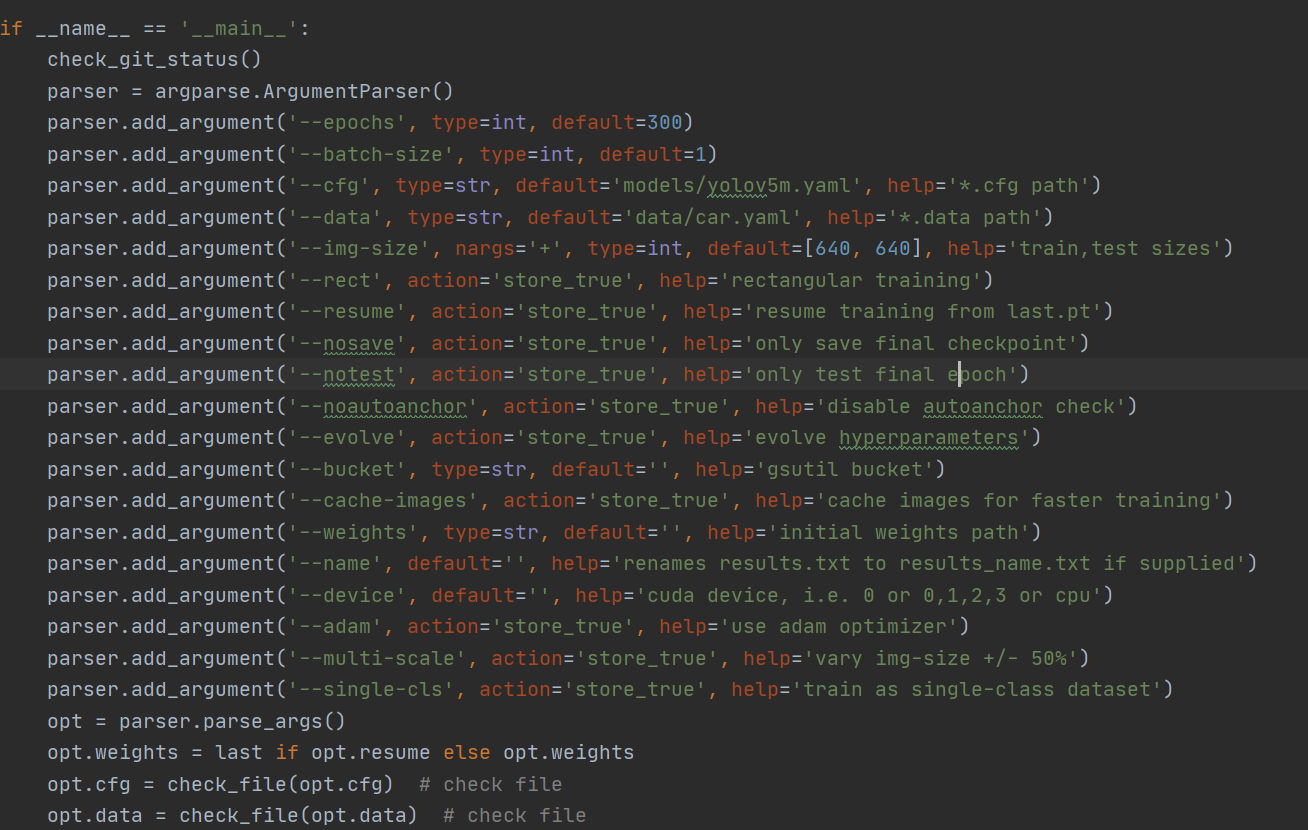 if __name__ == '__main__':
    check_git_status()
    parser = argparse.ArgumentParser()
    parser.add_argument('--epochs', type=int, default=300)
    parser.add_argument('--batch-size', type=int, default=1)
    parser.add_argument('--cfg', type=str, default='models/yolov5m.yaml', help='*.cfg path')
    parser.add_argument('--data', type=str, default='data/car.yaml', help='*.data path')
    parser.add_argument('--img-size', nargs='+', type=int, default=[640, 640], help='train,test sizes')
    parser.add_argument('--rect', action='store_true', help='rectangular training')
    parser.add_argument('--resume', action='store_true', help='resume training from last.pt')
    parser.add_argument('--nosave', action='store_true', help='only save final checkpoint')
    parser.add_argument('--notest', action='store_true', help='only test final epoch')
    parser.add_argument('--noautoanchor', action='store_true', help='disable autoanchor check')
    parser.add_argument('--evolve', action='store_true', help='evolve hyperparameters')
    parser.add_argument('--bucket', type=str, default='', help='gsutil bucket')
    parser.add_argument('--cache-images', action='store_true', help='cache images for faster training')
    parser.add_argument('--weights', type=str, default='', help='initial weights path')
    parser.add_argument('--name', default='', help='renames results.txt to results_name.txt if supplied')
    parser.add_argument('--device', default='', help='cuda device, i.e. 0 or 0,1,2,3 or cpu')
    parser.add_argument('--adam', action='store_true', help='use adam optimizer')
    parser.add_argument('--multi-scale', action='store_true', help='vary img-size +/- 50%')
    parser.add_argument('--single-cls', action='store_true', help='train as single-class dataset')
    opt = parser.parse_args()
    opt.weights = last if opt.resume else opt.weights
    opt.cfg = check_file(opt.cfg)  # check file
    opt.data = check_file(opt.data)  # check file